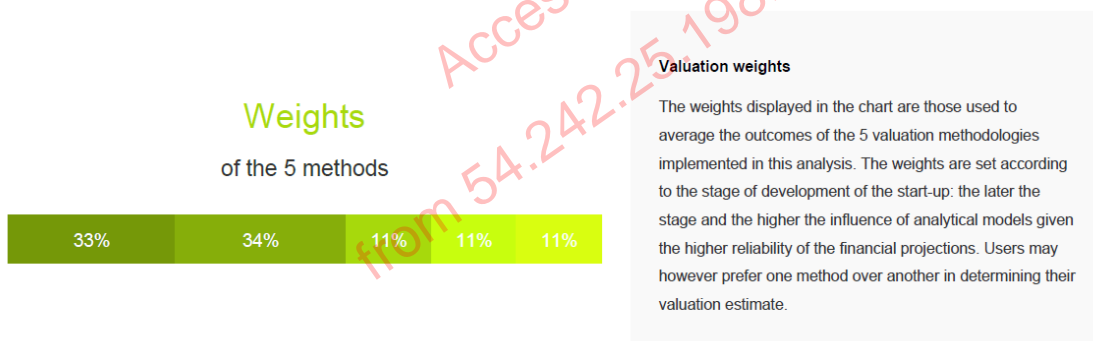 Weights
of the 5 methods
33% 34% 11% 11% 11%
Valuation weights
The weights displayed in the chart are those used to
average the outcomes of the 5 valuation methodologies
implemented in this analysis. The weights are set according
to the stage of development of the start-up: the later the
stage and the higher the influence of analytical models given
the higher reliability of the financial projections. Users may
however prefer one method over another in determining their
valuation estimate.
from 54.242.25.198